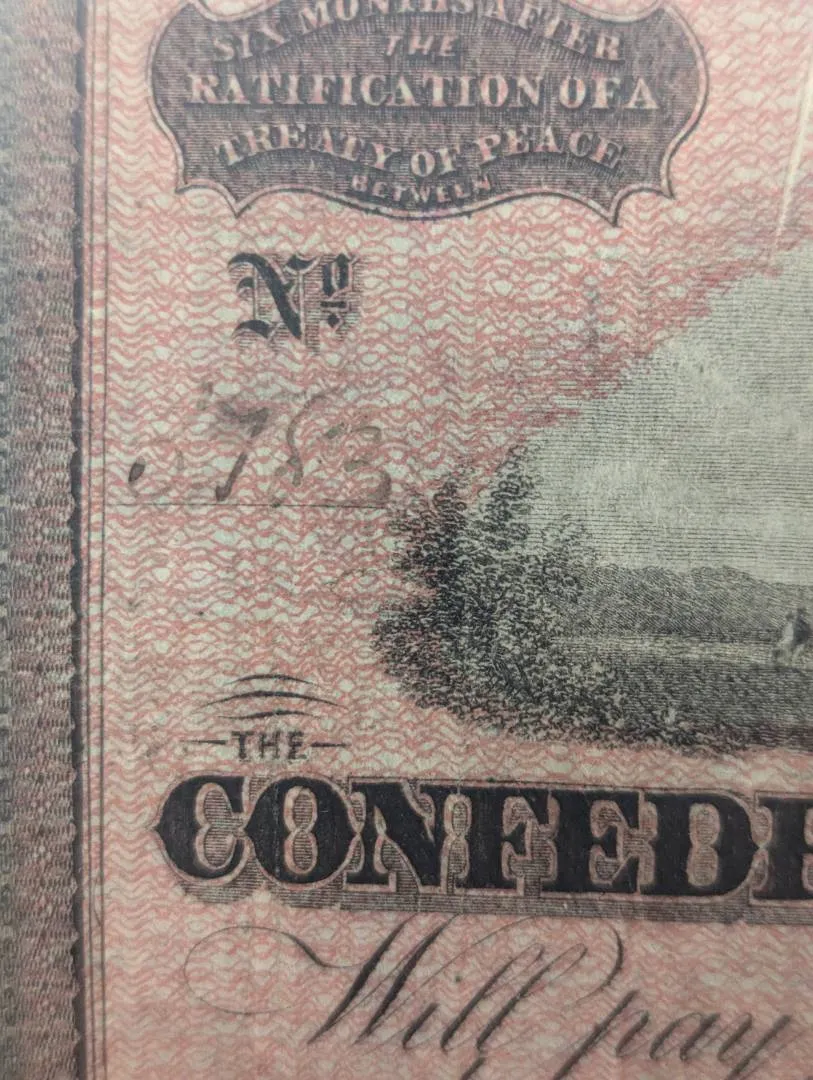 SIX MONTHS AFTER
THE
RATIFICATION OF A
TREATY OF PEACE
BETWEEN
No
THE
CONFEDE
Will pay